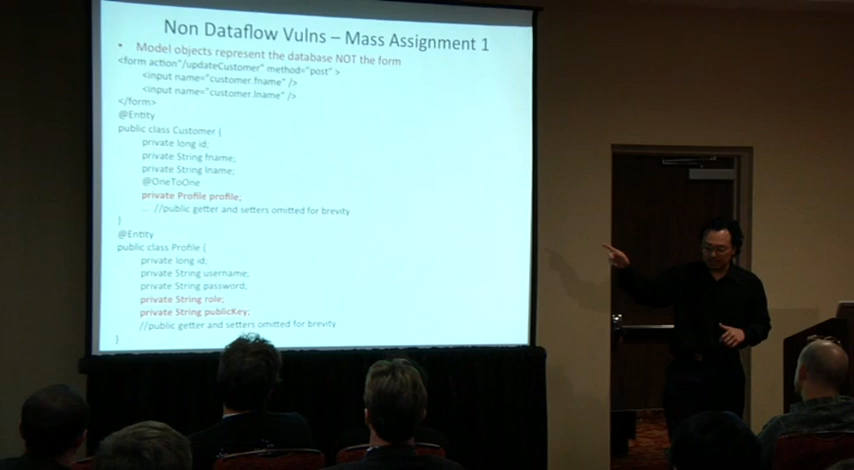 Non Dataflow Vulns – Mass Assignment 1
• Model objects represent the database NOT the form
<form action"/updateCustomer" method="post" >
<input name="customer.fname" />
<input name="customer.lname" />
</form>
@Entity
public class Customer {
private long id;
private String fname;
private String lname;
@OneToOne
private Profile profile;
... //public getter and setters omitted for brevity
}
@Entity
public class Profile {
private long id;
private String username;
private String password;
private String role;
private String publicKey;
//public getter and setters omitted for brevity
}